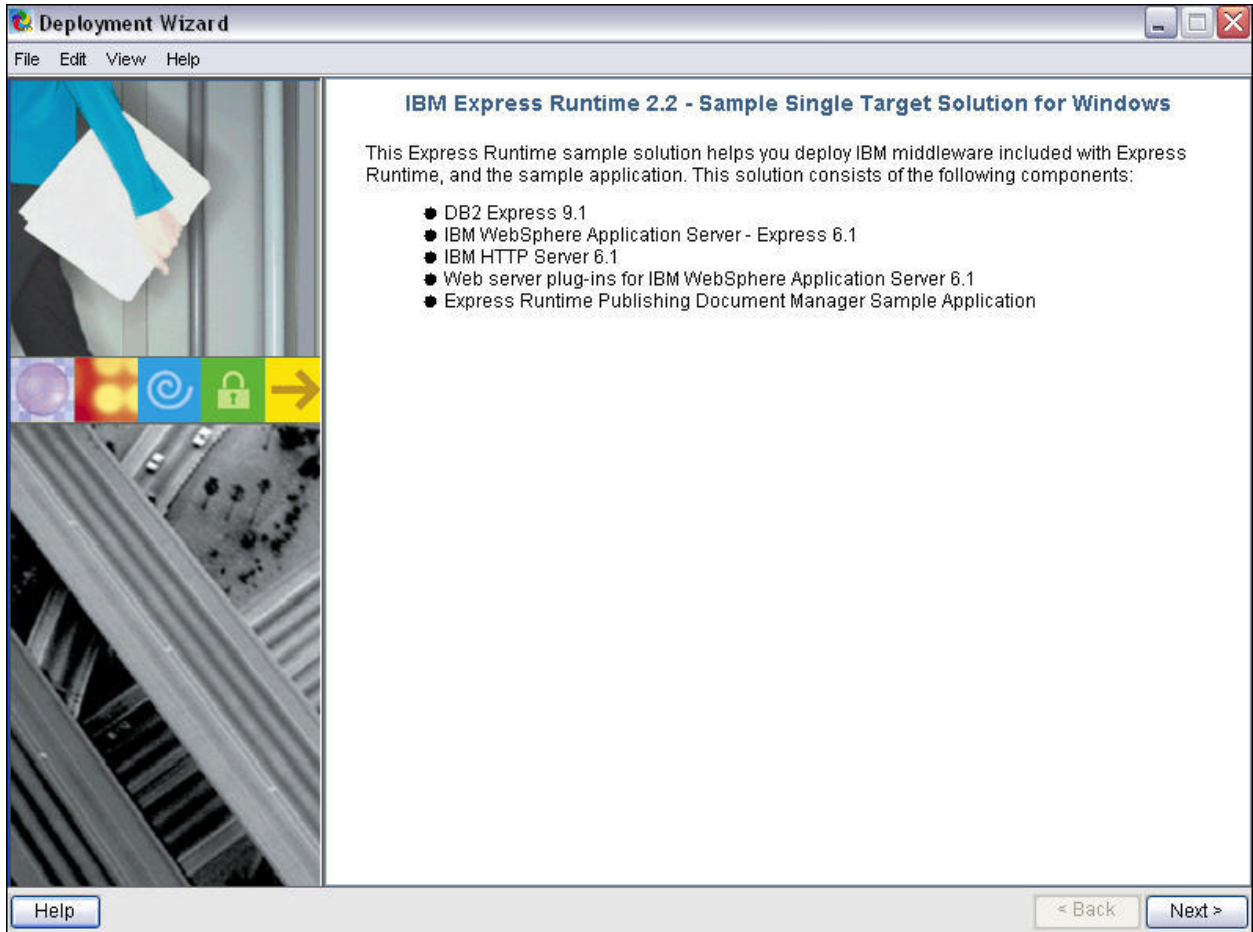 Deployment Wizard
File Edit View Help
IBM Express Runtime 2.2 - Sample Single Target Solution for Windows
This Express Runtime sample solution helps you deploy IBM middleware included with Express
Runtime, and the sample application. This solution consists of the following components:
DB2 Express 9.1
IBM WebSphere Application Server - Express 6.1
IBM HTTP Server 6.1
Web server plug-ins for IBM WebSphere Application Server 6.1
Express Runtime Publishing Document Manager Sample Application
Help < Back Next >